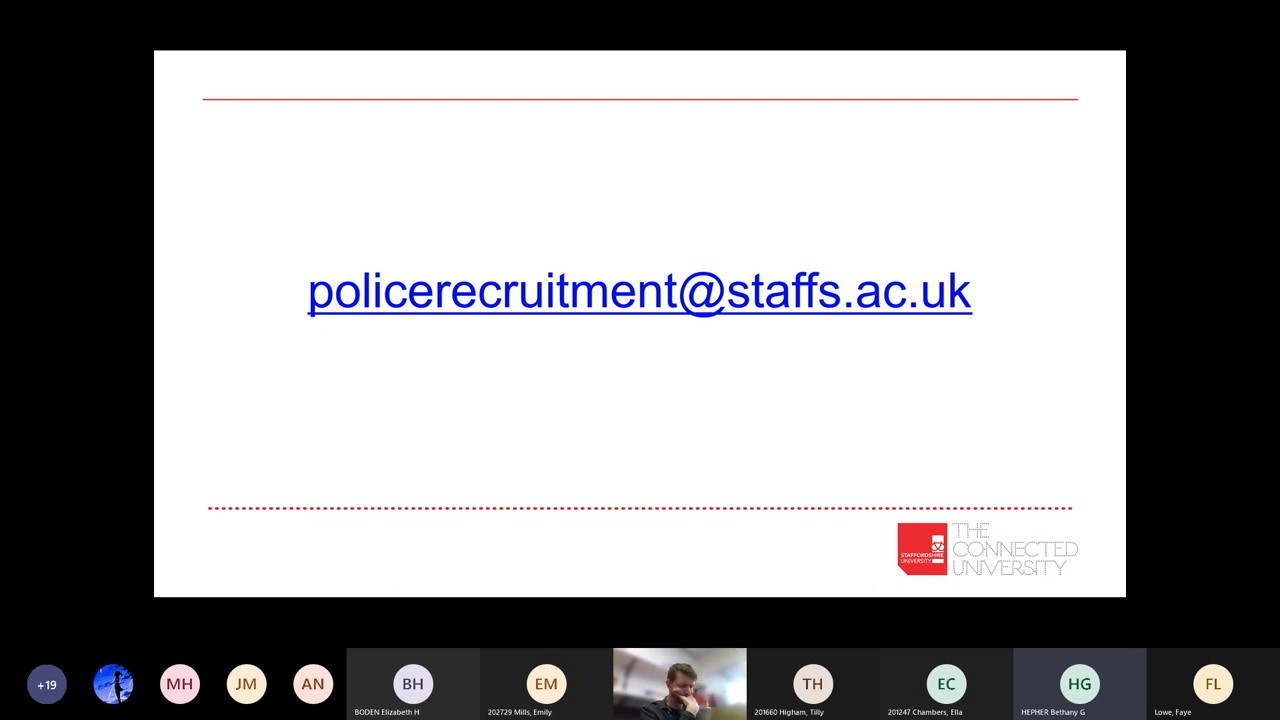 policerecruitment@staffs.ac.uk
STAFFORDSHIRE
UNIVERSITY
THE
CONNECTED
UNIVERSITY
+19
MH
JM
AN
BH
EM
TH
EC
HG
FL
BODEN Elizabeth H
202729 Mills, Emily
201660 Higham, Tilly
201247 Chambers, Ella
HEPHER Bethany G
Lowe, Faye